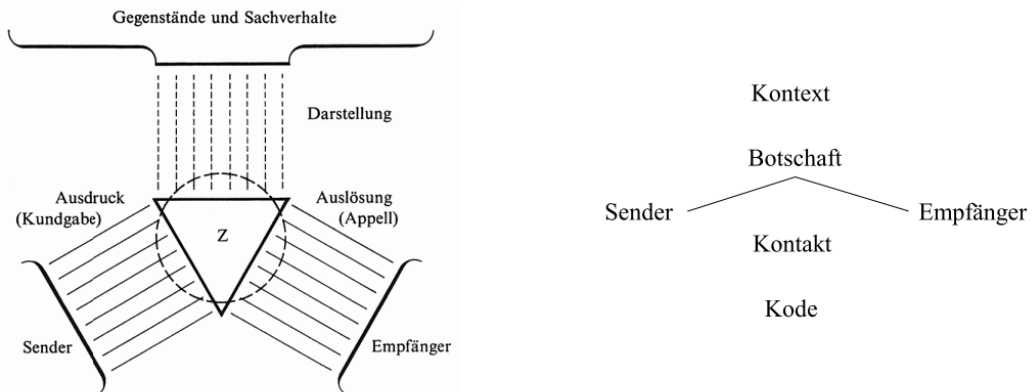 Gegenstände und Sachverhalte
Darstellung
Ausdruck
(Kundgabe)
Auslösung
(Appell)
Z
Sender
Empfänger
Kontext
Botschaft
Sender
Empfänger
Kontakt
Kode